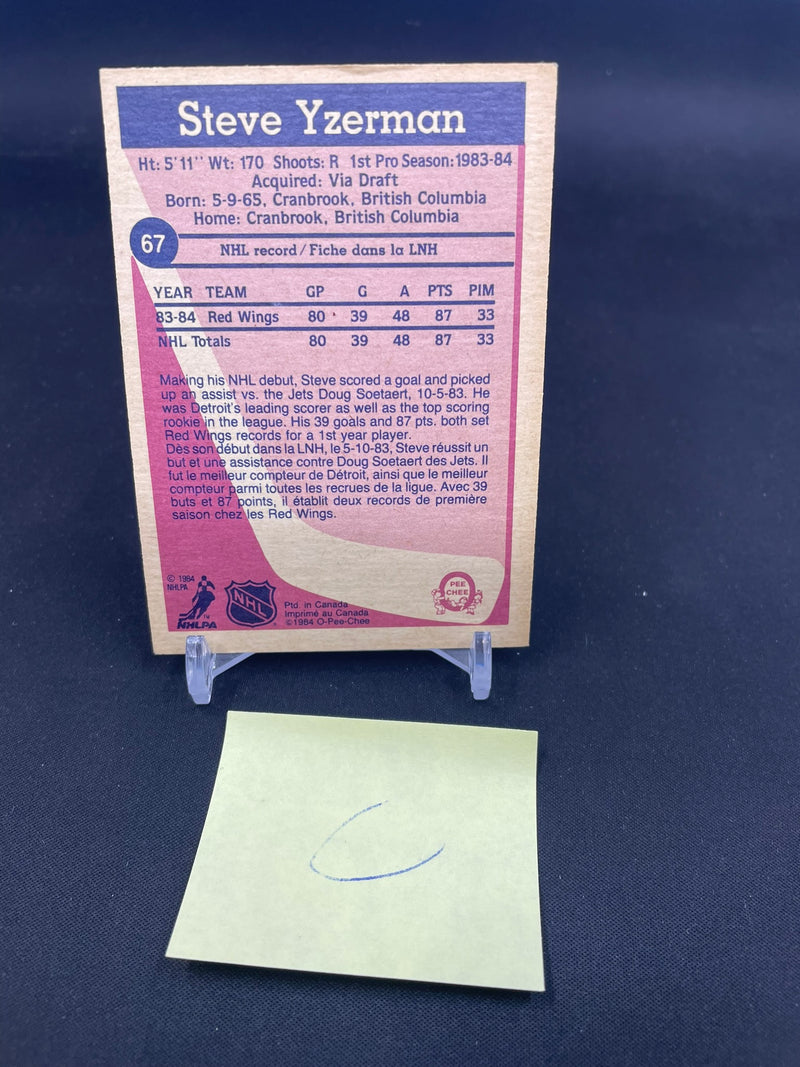 Steve Yzerman
Ht: 5'11" Wt: 170 Shoots: R 1st Pro Season: 1983-84
Acquired: Via Draft
Born: 5-9-65, Cranbrook, British Columbia
Home: Cranbrook, British Columbia
67
NHL record/Fiche dans la LNH
YEAR TEAM GP G A PTS PIM
83-84 Red Wings 80 39 48 87 33
NHL Totals 80 39 48 87 33
Making his NHL debut, Steve scored a goal and picked
up an assist vs. the Jets Doug Soetaert, 10-5-83. He
was Detroit's leading scorer as well as the top scoring
rookie in the league. His 39 goals and 87 pts. both set
Red Wings records for a 1st year player.
Dès son début dans la LNH, le 5-10-83, Steve réussit un
but et une assistance contre Doug Soetaert des Jets. Il
fut le meilleur compteur de Détroit, ainsi que le meilleur
compteur parmi toutes les recrues de la ligue. Avec 39
buts et 87 points, il établit deux records de première
saison chez les Red Wings.
© 1984
NHLPA
NHLPA
TM
NHL
Ptd. in Canada
Imprimé au Canada
©1984 O-Pee-Chee
PEE
CHEE
C